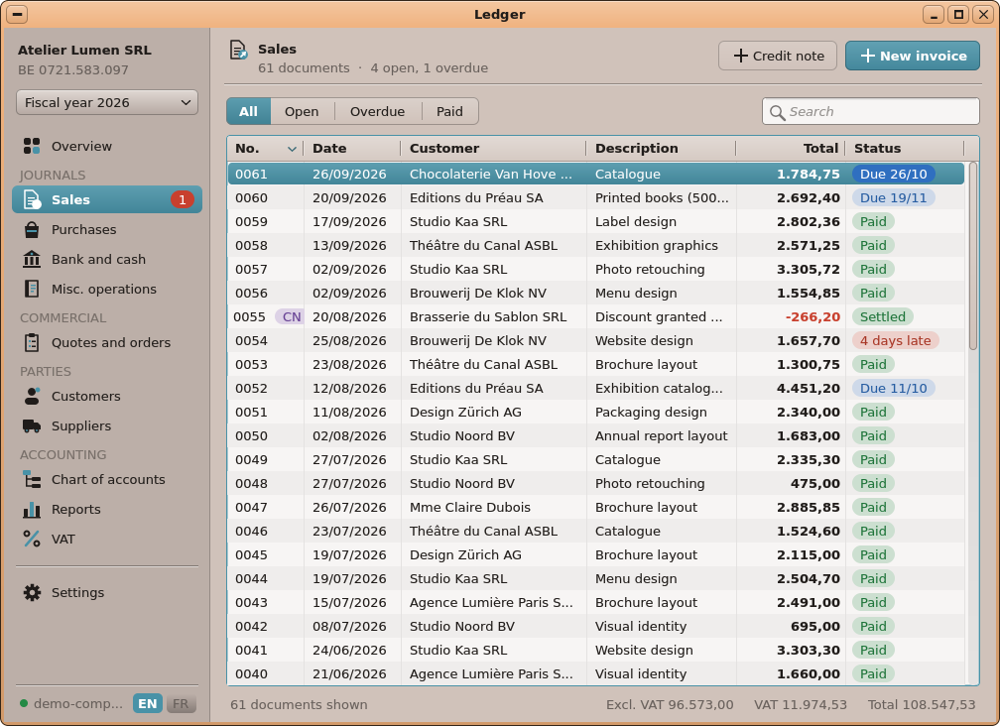 Ledger
Atelier Lumen SRL
BE 0721.583.097
Fiscal year 2026
Overview
JOURNALS
Sales 1
Purchases
Bank and cash
Misc. operations
COMMERCIAL
Quotes and orders
PARTIES
Customers
Suppliers
ACCOUNTING
Chart of accounts
Reports
VAT
Settings
demo-comp... EN FR
Sales
61 documents · 4 open, 1 overdue
Credit note
New invoice
All Open Overdue Paid
Search
No. Date Customer Description Total Status
0061 26/09/2026 Chocolaterie Van Hove ... Catalogue 1.784,75 Due 26/10
0060 20/09/2026 Editions du Préau SA Printed books (500... 2.692,40 Due 19/11
0059 17/09/2026 Studio Kaa SRL Label design 2.802,36 Paid
0058 13/09/2026 Théâtre du Canal ASBL Exhibition graphics 2.571,25 Paid
0057 02/09/2026 Studio Kaa SRL Photo retouching 3.305,72 Paid
0056 02/09/2026 Brouwerij De Klok NV Menu design 1.554,85 Paid
0055 CN 20/08/2026 Brasserie du Sablon SRL Discount granted ... -266,20 Settled
0054 25/08/2026 Brouwerij De Klok NV Website design 1.657,70 4 days late
0053 23/08/2026 Théâtre du Canal ASBL Brochure layout 1.300,75 Paid
0052 12/08/2026 Editions du Préau SA Exhibition catalog... 4.451,20 Due 11/10
0051 11/08/2026 Design Zürich AG Packaging design 2.340,00 Paid
0050 02/08/2026 Studio Noord BV Annual report layout 1.683,00 Paid
0049 27/07/2026 Studio Kaa SRL Catalogue 2.335,30 Paid
0048 27/07/2026 Studio Noord BV Photo retouching 475,00 Paid
0047 26/07/2026 Mme Claire Dubois Brochure layout 2.885,85 Paid
0046 23/07/2026 Théâtre du Canal ASBL Catalogue 1.524,60 Paid
0045 19/07/2026 Design Zürich AG Brochure layout 2.115,00 Paid
0044 19/07/2026 Studio Kaa SRL Menu design 2.504,70 Paid
0043 15/07/2026 Agence Lumière Paris S... Brochure layout 2.491,00 Paid
0042 08/07/2026 Studio Noord BV Visual identity 695,00 Paid
0041 24/06/2026 Studio Kaa SRL Website design 3.303,30 Paid
0040 21/06/2026 Agence Lumière Paris S... Visual identity 1.660,00 Paid
61 documents shown Excl. VAT 96.573,00 VAT 11.974,53 Total 108.547,53